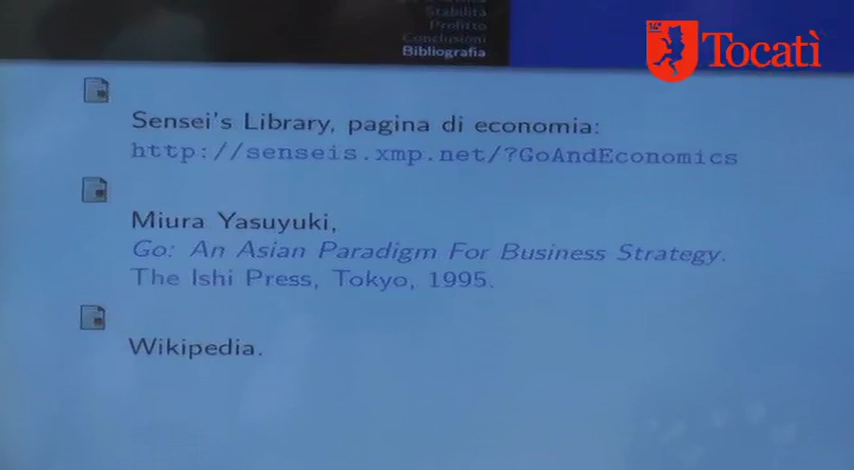 Stabilità
Profitto
Conclusioni
Bibliografia
Tocatì
Sensei's Library, pagina di economia:
http://senseis.xmp.net/?GoAndEconomics
Miura Yasuyuki,
Go: An Asian Paradigm For Business Strategy.
The Ishi Press, Tokyo, 1995.
Wikipedia.